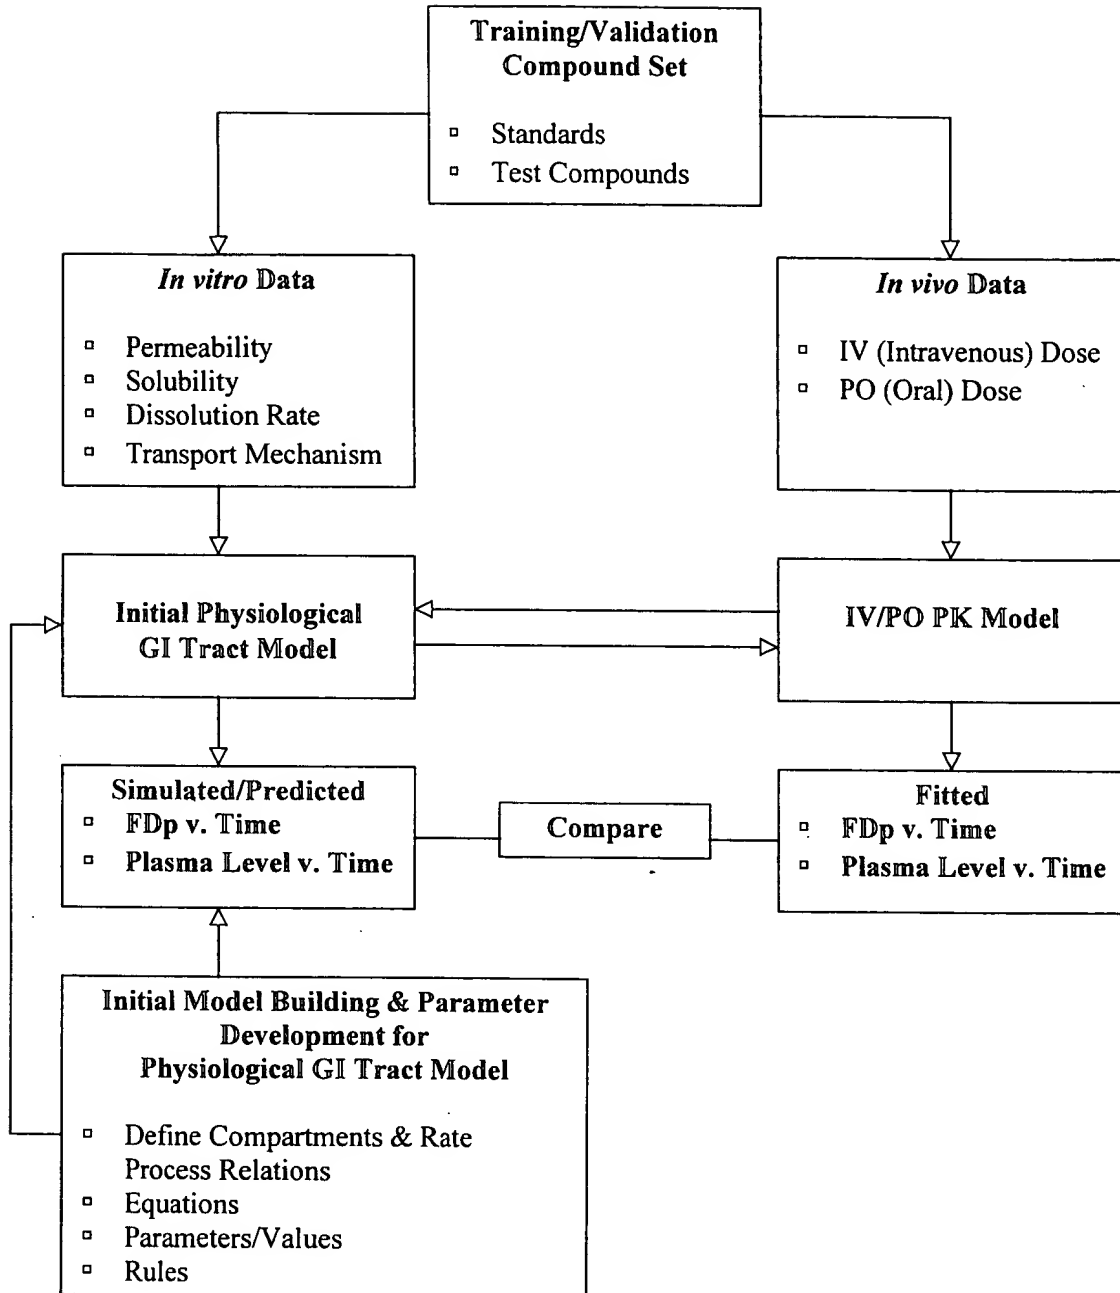 Training/Validation
Compound Set
Standards
Test Compounds
In vitro Data
Permeability
Solubility
Dissolution Rate
Transport Mechanism
In vivo Data
IV (Intravenous) Dose
PO (Oral) Dose
Initial Physiological
GI Tract Model
IV/PO PK Model
Simulated/Predicted
FDp v. Time
Plasma Level v. Time
Compare
Fitted
FDp v. Time
Plasma Level v. Time
Initial Model Building & Parameter
Development for
Physiological GI Tract Model
Define Compartments & Rate
Process Relations
Equations
Parameters/Values
Rules